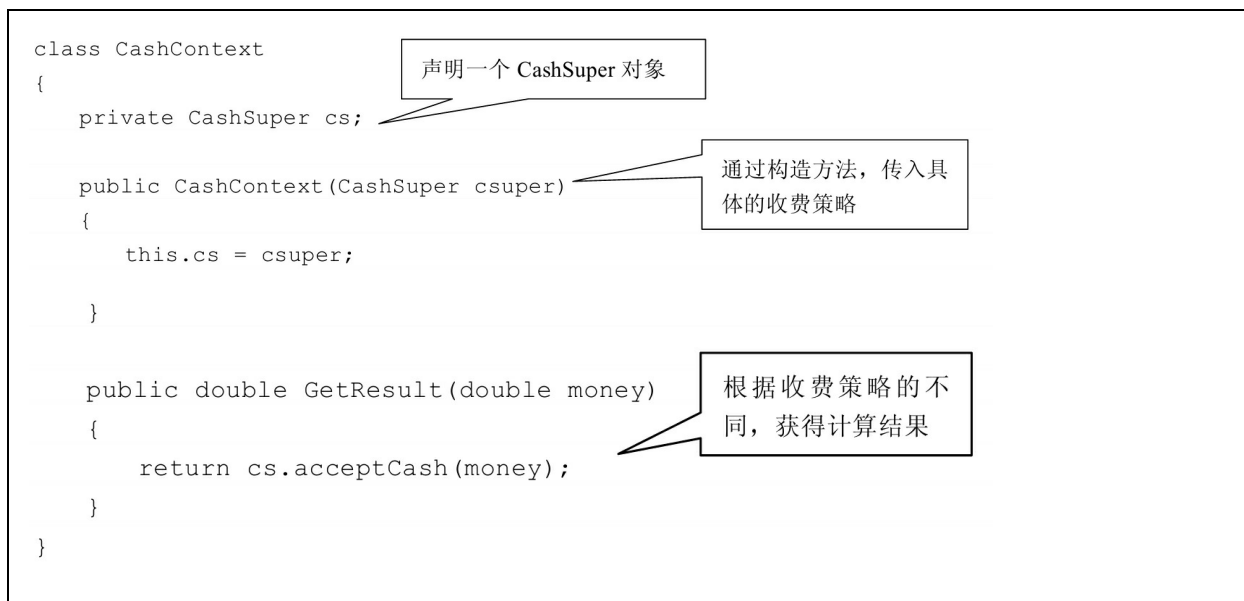 class CashContext
声明一个 CashSuper 对象
{
private CashSuper cs;
通过构造方法，传入具
体的收费策略
public CashContext(CashSuper csuper)
{
this.cs = csuper;
}
根据收费策略的不
同，获得计算结果
public double GetResult(double money)
{
return cs.acceptCash(money);
}
}